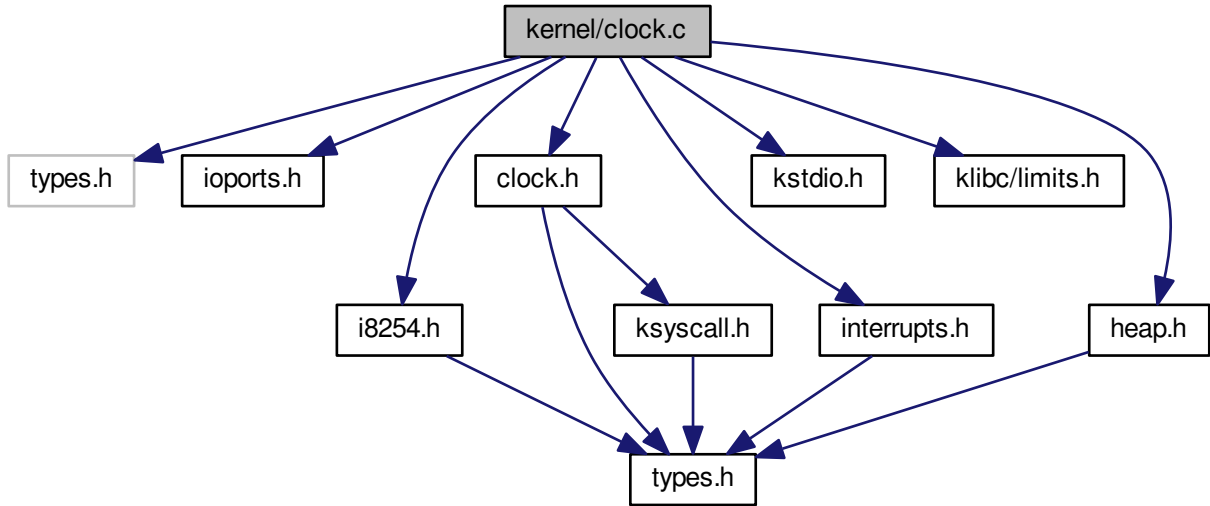 kernel/clock.c
types.h
ioports.h
clock.h
kstdio.h
klibc/limits.h
i8254.h
ksyscall.h
interrupts.h
heap.h
types.h